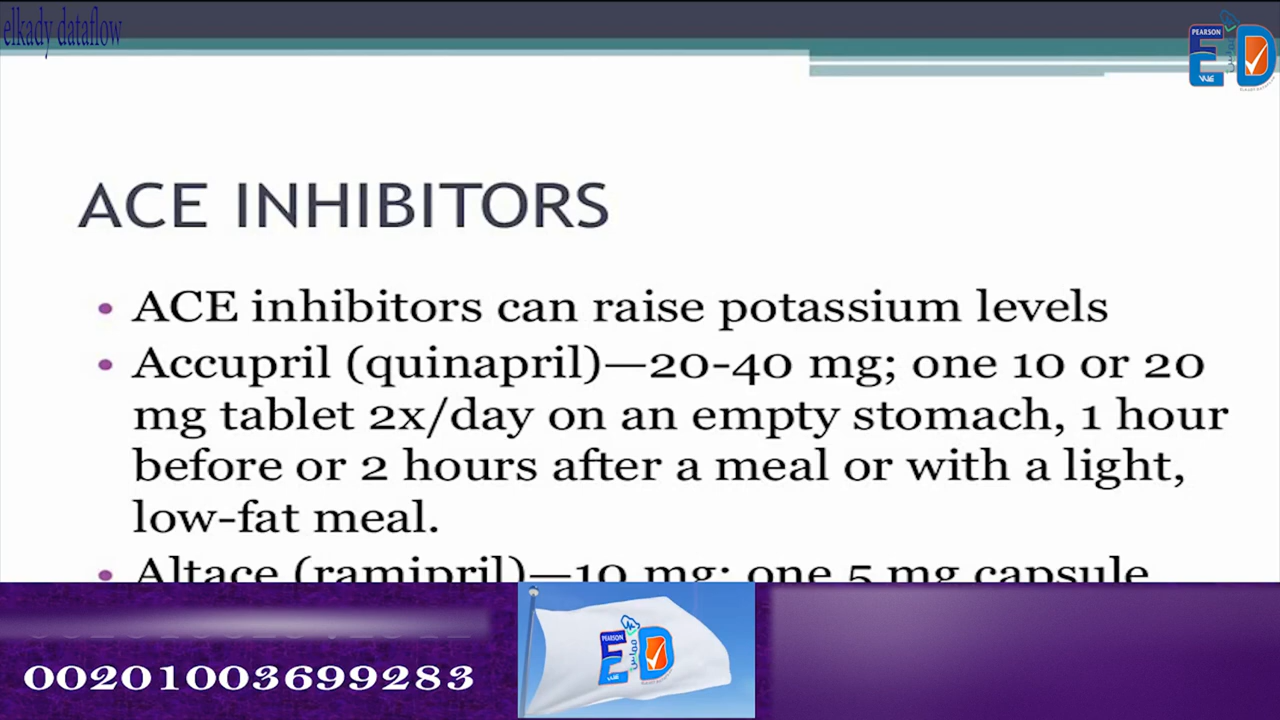 elkady dataflow
PEARSON
ACE INHIBITORS
• ACE inhibitors can raise potassium levels
• Accupril (quinapril)—20-40 mg; one 10 or 20
mg tablet 2x/day on an empty stomach, 1 hour
before or 2 hours after a meal or with a light,
low-fat meal.
• Altace (ramipril)—10 mg; one 5 mg capsule
00201003699283
PEARSON